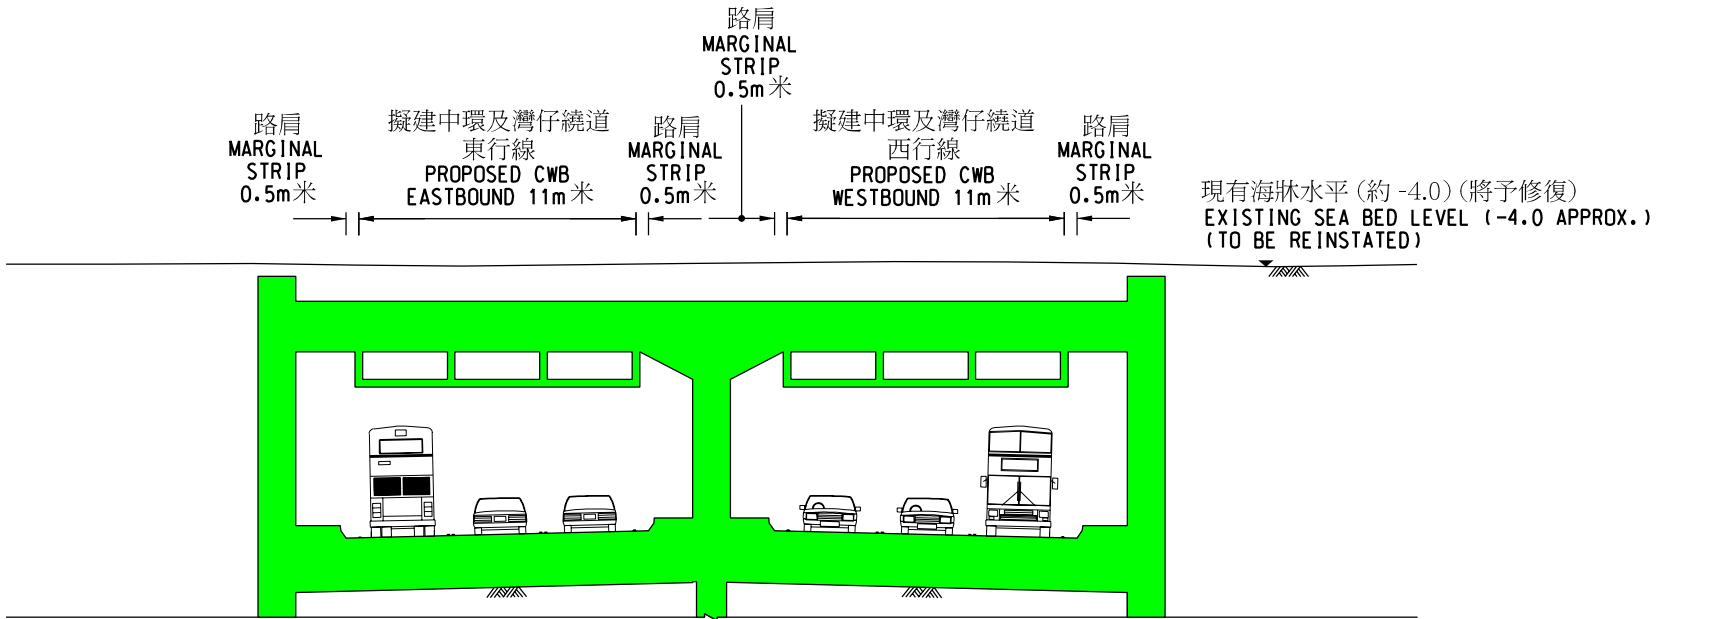 路肩
MARGINAL
STRIP
0.5m米
路肩
MARGINAL
STRIP
0.5m米
擬建中環及灣仔繞道
東行線
PROPOSED CWB
EASTBOUND 11m米
路肩
MARGINAL
STRIP
0.5m米
擬建中環及灣仔繞道
西行線
PROPOSED CWB
WESTBOUND 11m米
路肩
MARGINAL
STRIP
0.5m米
現有海牀水平 (約 -4.0) (將予修復)
EXISTING SEA BED LEVEL (-4.0 APPROX.)
(TO BE REINSTATED)